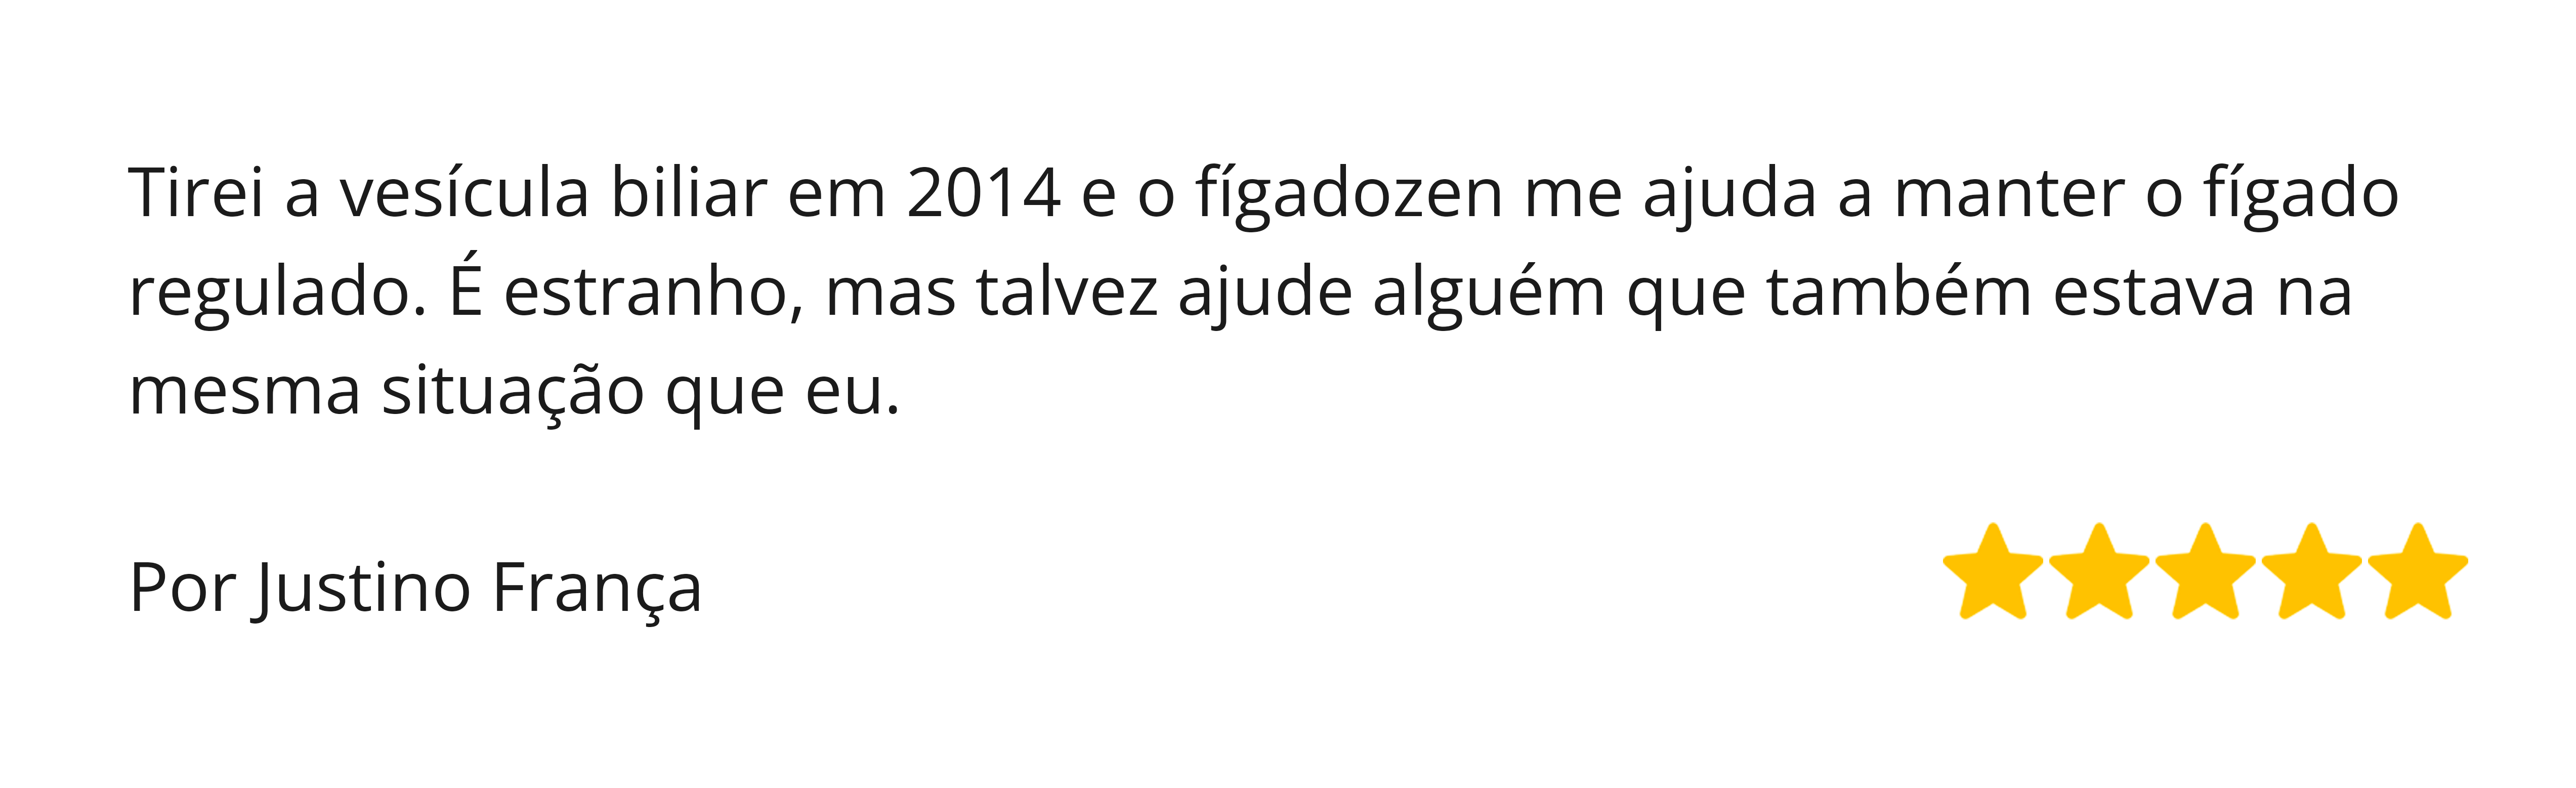 Tirei a vesícula biliar em 2014 e o fígadozen me ajuda a manter o fígado
regulado. É estranho, mas talvez ajude alguém que também estava na
mesma situação que eu.
Por Justino França